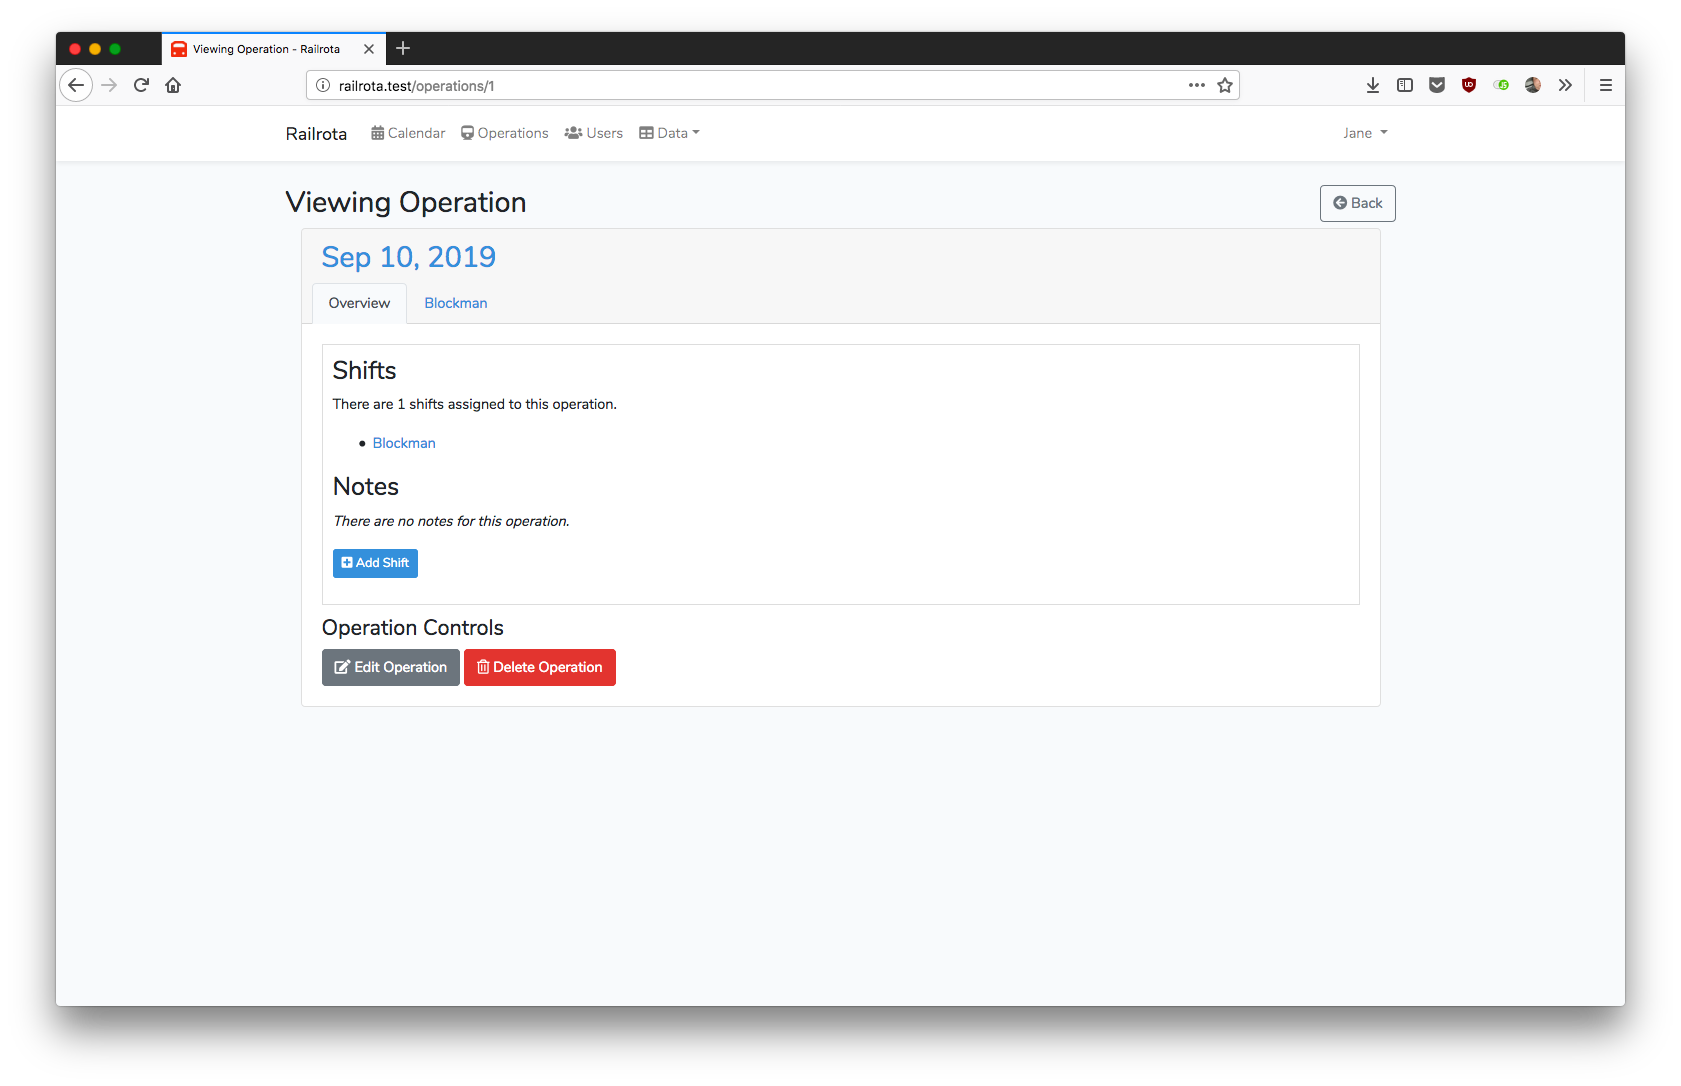 Viewing Operation - Railrota
railrota.test/operations/1
Railrota Calendar Operations Users Data Jane
Viewing Operation
Back
Sep 10, 2019
Overview Blockman
Shifts
There are 1 shifts assigned to this operation.
Blockman
Notes
There are no notes for this operation.
Add Shift
Operation Controls
Edit Operation Delete Operation